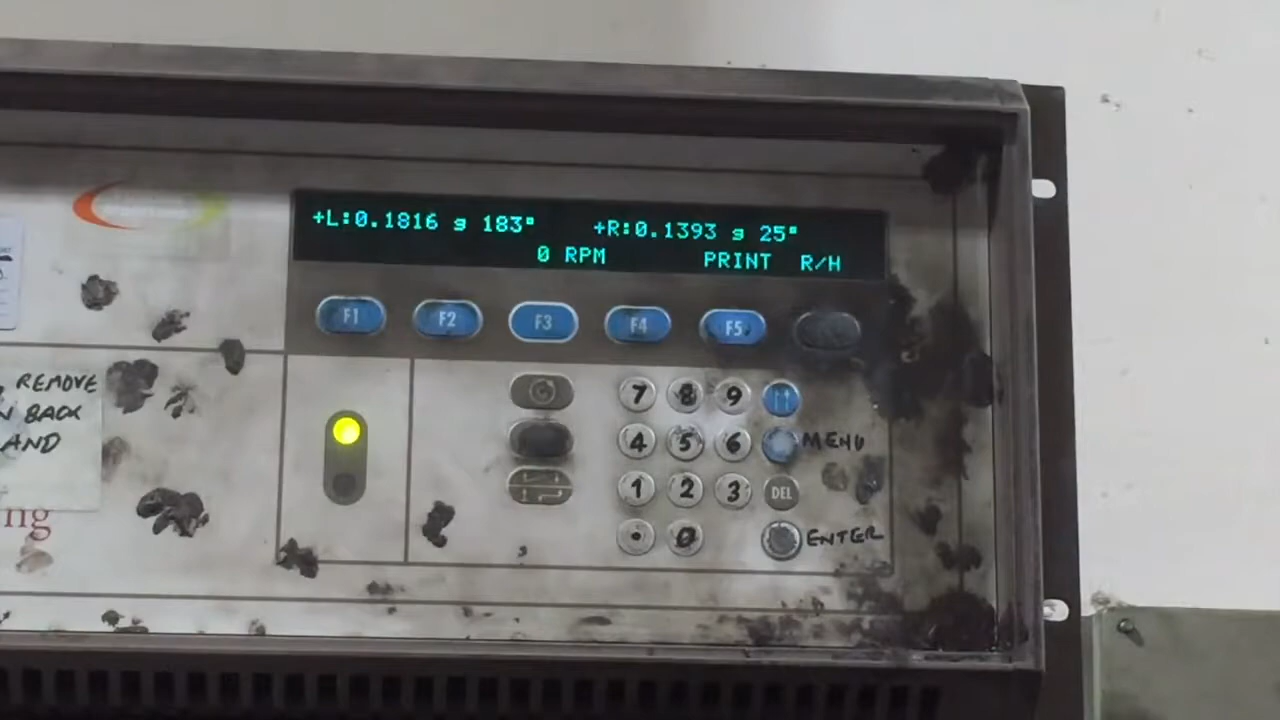 +L:0.1816 g 183° +R:0.1393 g 25°
0 RPM PRINT R/H
F1 F2 F3 F4 F5
7 8 9
4 5 6 MENU
1 2 3 DEL
. 0 ENTER
REMOVE
BACK
AND
ng